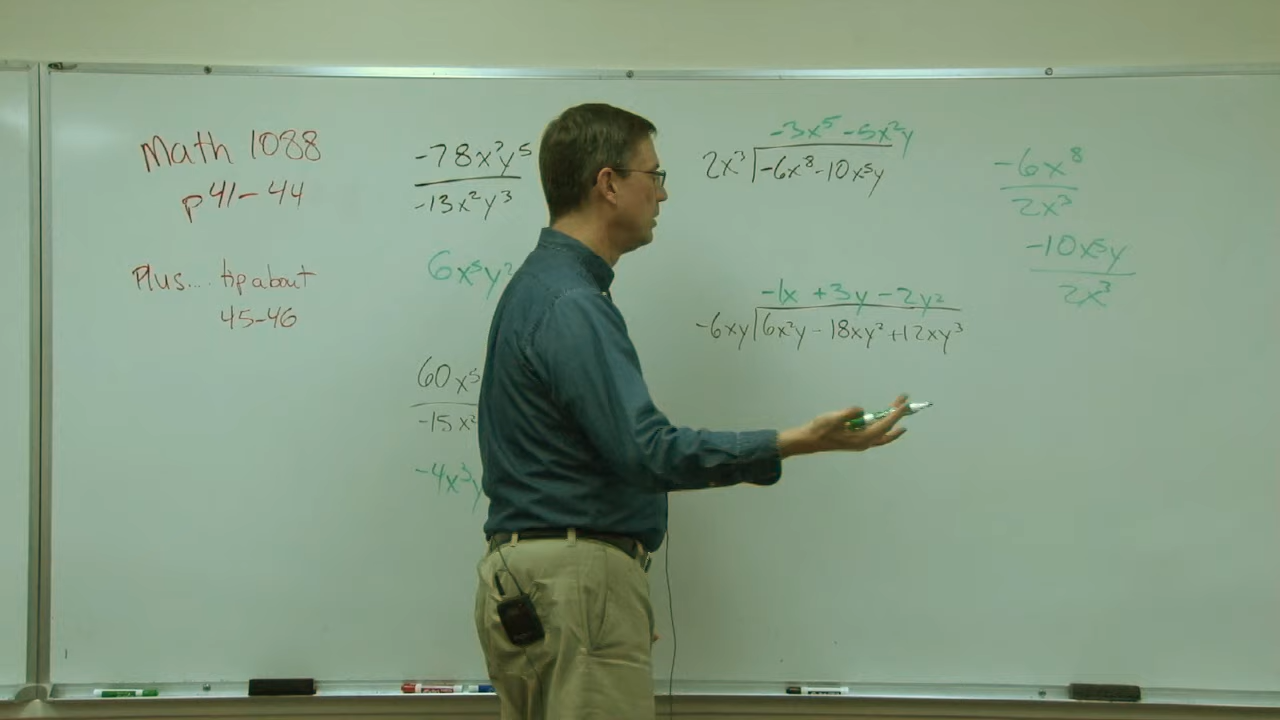 Math 1088
p41-44
Plus... tip about
45-46
-78x⁷y⁵
-13x²y³
6x⁵y²
60x⁵
-15x²
-4x³y
-3x⁵ -5x²y
2x³ -6x⁸-10x⁵y
-1x +3y -2y²
-6xy 6x²y - 18xy² +12xy³
-6x⁸
2x³
-10x⁵y
2x³